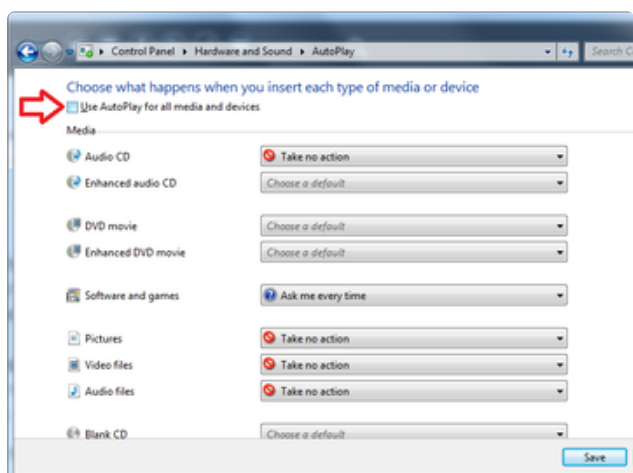 Control Panel Hardware and Sound AutoPlay Search C
Choose what happens when you insert each type of media or device
Use AutoPlay for all media and devices
Media
Audio CD Take no action
Enhanced audio CD Choose a default
DVD movie Choose a default
Enhanced DVD movie Choose a default
Software and games Ask me every time
Pictures Take no action
Video files Take no action
Audio files Take no action
Blank CD Choose a default
Save